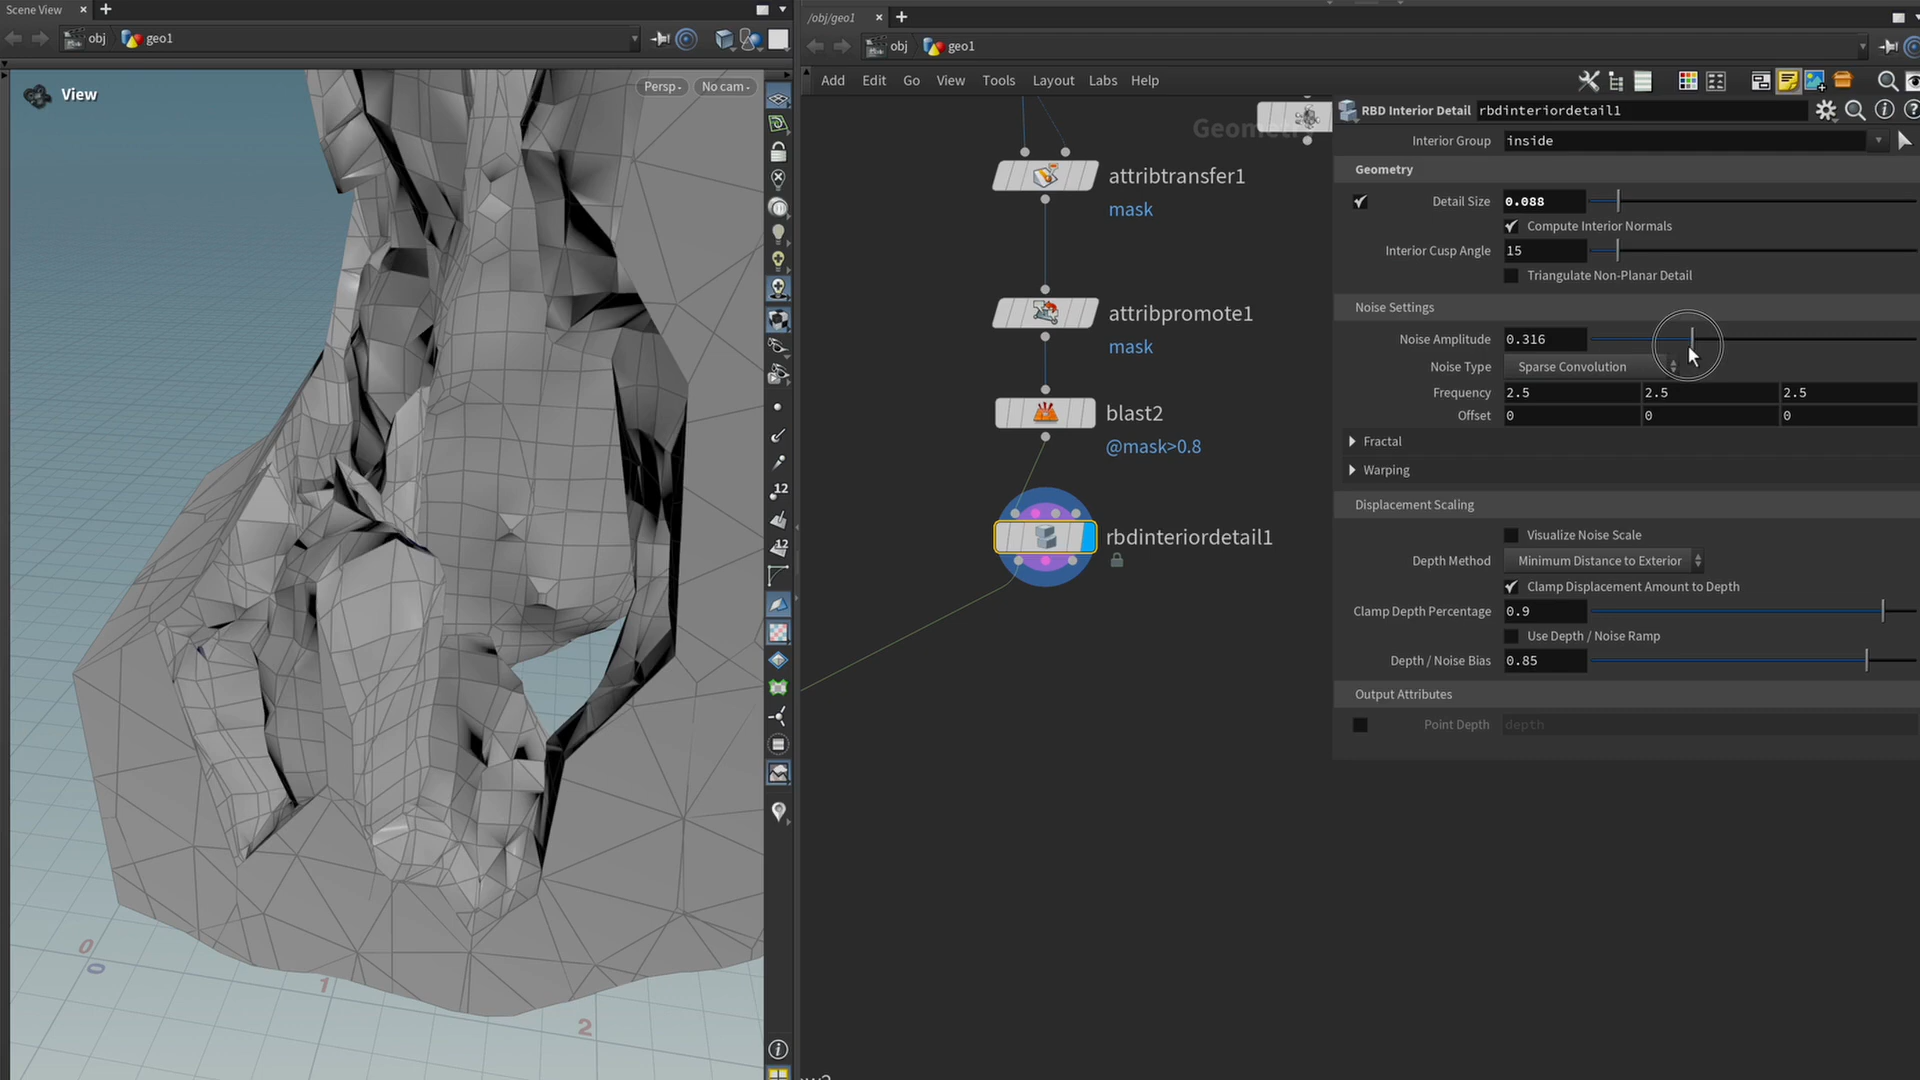 Scene View × +
obj geo1
View
Persp No cam
12
12
0
0
1
2
/obj/geo1 × +
obj geo1
Add Edit Go View Tools Layout Labs Help
attribtransfer1
mask
attribpromote1
mask
blast2
@mask>0.8
rbdinteriordetail1
RBD Interior Detail rbdinteriordetail1
Interior Group inside
Geometry
Detail Size 0.088
Compute Interior Normals
Interior Cusp Angle 15
Triangulate Non-Planar Detail
Noise Settings
Noise Amplitude 0.316
Noise Type Sparse Convolution
Frequency 2.5 2.5 2.5
Offset 0 0 0
Fractal
Warping
Displacement Scaling
Visualize Noise Scale
Depth Method Minimum Distance to Exterior
Clamp Displacement Amount to Depth
Clamp Depth Percentage 0.9
Use Depth / Noise Ramp
Depth / Noise Bias 0.85
Output Attributes
Point Depth depth